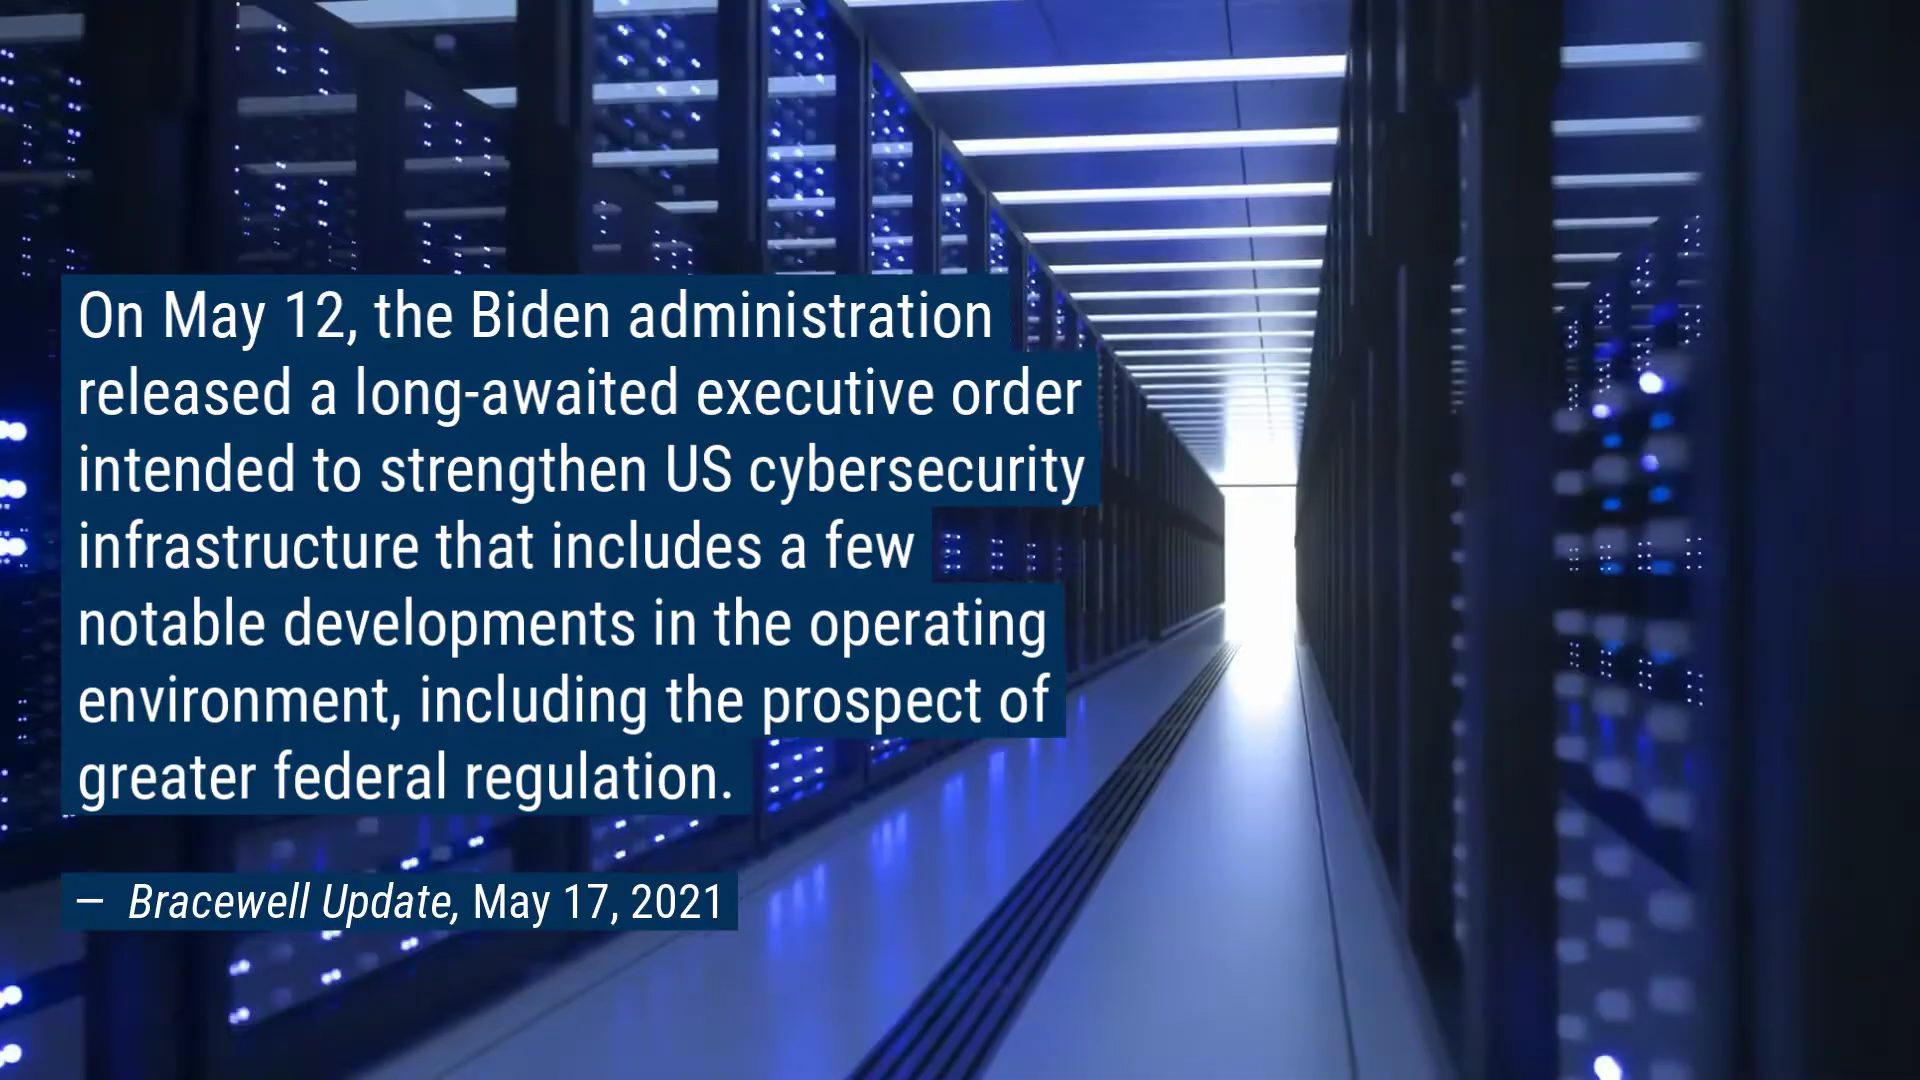 On May 12, the Biden administration
released a long-awaited executive order
intended to strengthen US cybersecurity
infrastructure that includes a few
notable developments in the operating
environment, including the prospect of
greater federal regulation.
– Bracewell Update, May 17, 2021